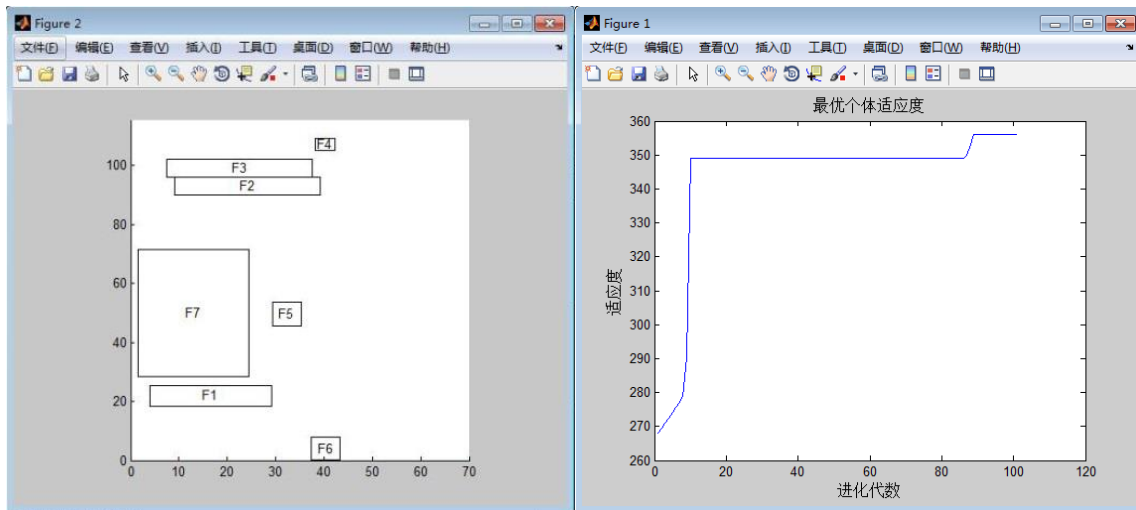 Figure 2
文件(F) 编辑(E) 查看(V) 插入(I) 工具(T) 桌面(D) 窗口(W) 帮助(H)
F4
100
F3
F2
80
60
F7
F5
40
20
F1
F6
0
0 10 20 30 40 50 60 70
Figure 1
文件(F) 编辑(E) 查看(V) 插入(I) 工具(T) 桌面(D) 窗口(W) 帮助(H)
最优个体适应度
360
350
340
330
320
310
300
290
280
270
260
适应度
0 20 40 60 80 100 120
进化代数